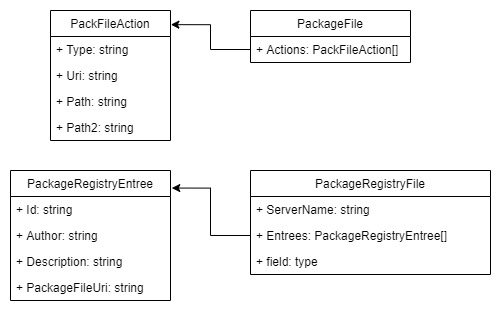 PackFileAction
+ Type: string
+ Uri: string
+ Path: string
+ Path2: string
PackageFile
+ Actions: PackFileAction[]
PackageRegistryEntree
+ Id: string
+ Author: string
+ Description: string
+ PackageFileUri: string
PackageRegistryFile
+ ServerName: string
+ Entrees: PackageRegistryEntree[]
+ field: type